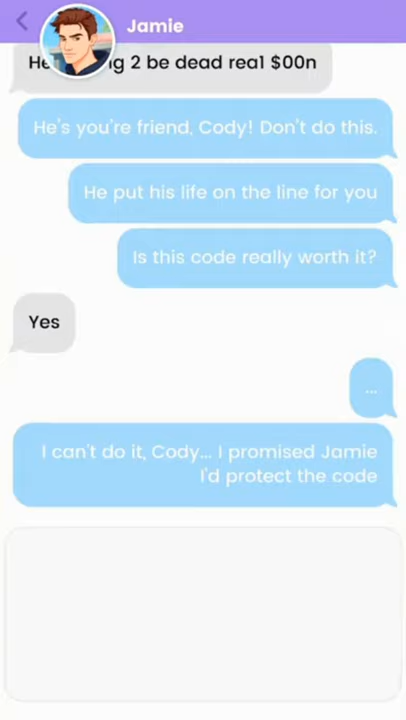 Jamie
He g 2 be dead rea1 $00n
He's you're friend, Cody! Don't do this.
He put his life on the line for you
Is this code really worth it?
Yes
...
I can't do it, Cody... I promised Jamie
I'd protect the code